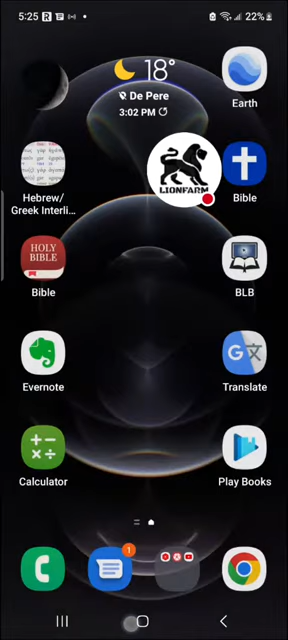 5:25
22%
18°
De Pere
3:02 PM
Earth
LIONFARM
Hebrew/
Greek Interli...
Bible
HOLY
BIBLE
Bible
BLB
Evernote
G
Translate
Calculator
Play Books
1